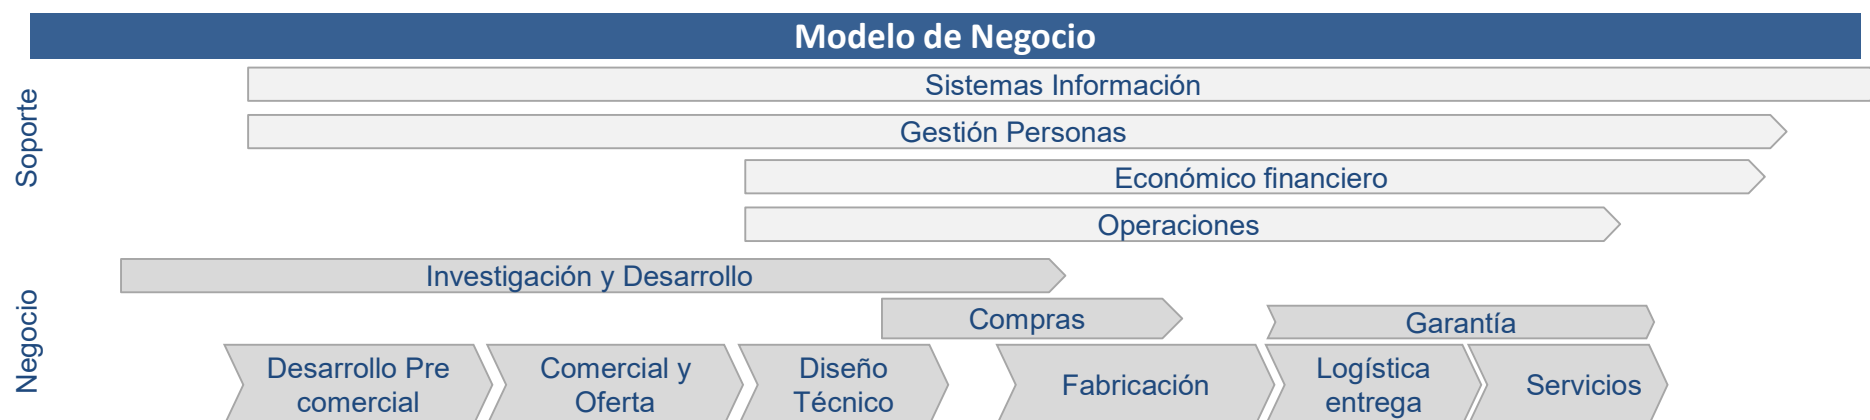 Modelo de Negocio
Soporte
Sistemas Información
Gestión Personas
Económico financiero
Operaciones
Negocio
Investigación y Desarrollo
Compras
Garantía
Desarrollo Pre
comercial
Comercial y
Oferta
Diseño
Técnico
Fabricación
Logística
entrega
Servicios